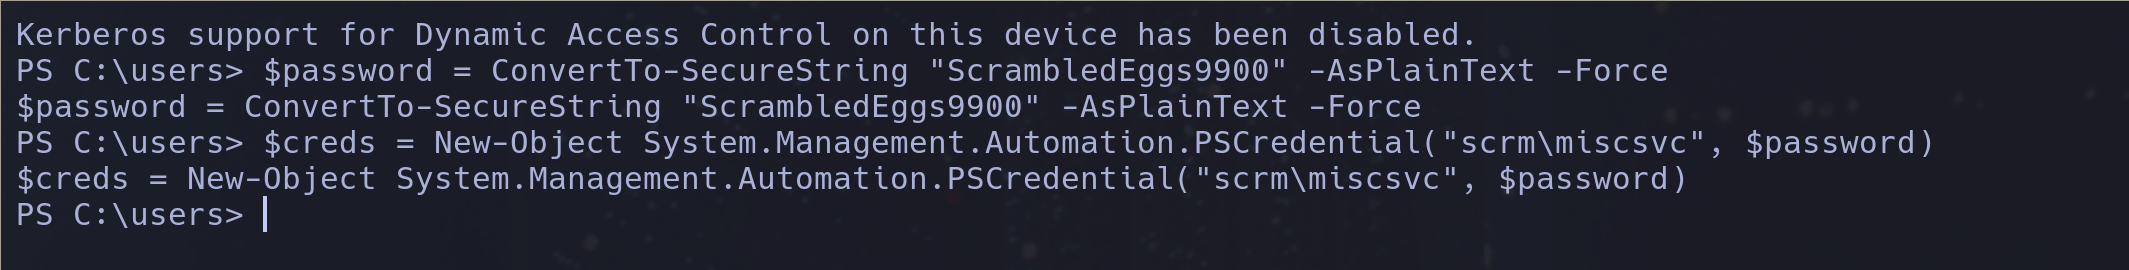 Kerberos support for Dynamic Access Control on this device has been disabled.
PS C:\users> $password = ConvertTo-SecureString "ScrambledEggs9900" -AsPlainText -Force
$password = ConvertTo-SecureString "ScrambledEggs9900" -AsPlainText -Force
PS C:\users> $creds = New-Object System.Management.Automation.PSCredential("scrm\miscsvc", $password)
$creds = New-Object System.Management.Automation.PSCredential("scrm\miscsvc", $password)
PS C:\users>